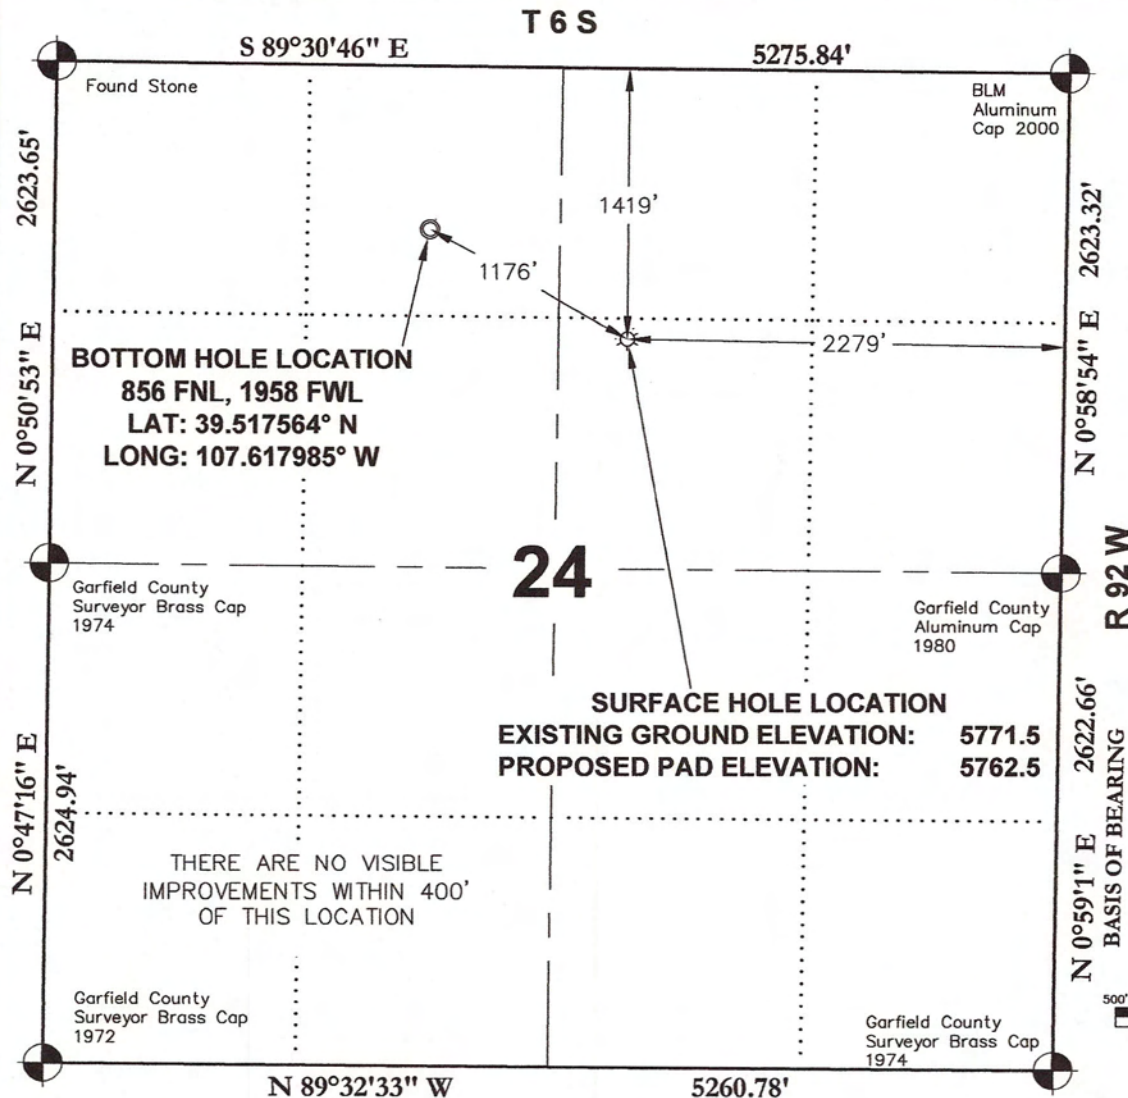 T 6 S
S 89°30'46" E
5275.84'
Found Stone
BLM
Aluminum
Cap 2000
2623.65'
1419'
2623.32'
1176'
2279'
N 0°50'53" E
N 0°58'54" E
BOTTOM HOLE LOCATION
856 FNL, 1958 FWL
LAT: 39.517564° N
LONG: 107.617985° W
24
R 92 W
Garfield County
Surveyor Brass Cap
1974
Garfield County
Aluminum Cap
1980
SURFACE HOLE LOCATION
EXISTING GROUND ELEVATION: 5771.5
PROPOSED PAD ELEVATION: 5762.5
2622.66'
N 0°47'16" E
2624.94'
THERE ARE NO VISIBLE
IMPROVEMENTS WITHIN 400'
OF THIS LOCATION
N 0°59'1" E
BASIS OF BEARING
500'
Garfield County
Surveyor Brass Cap
1972
Garfield County
Surveyor Brass Cap
1974
N 89°32'33" W
5260.78'